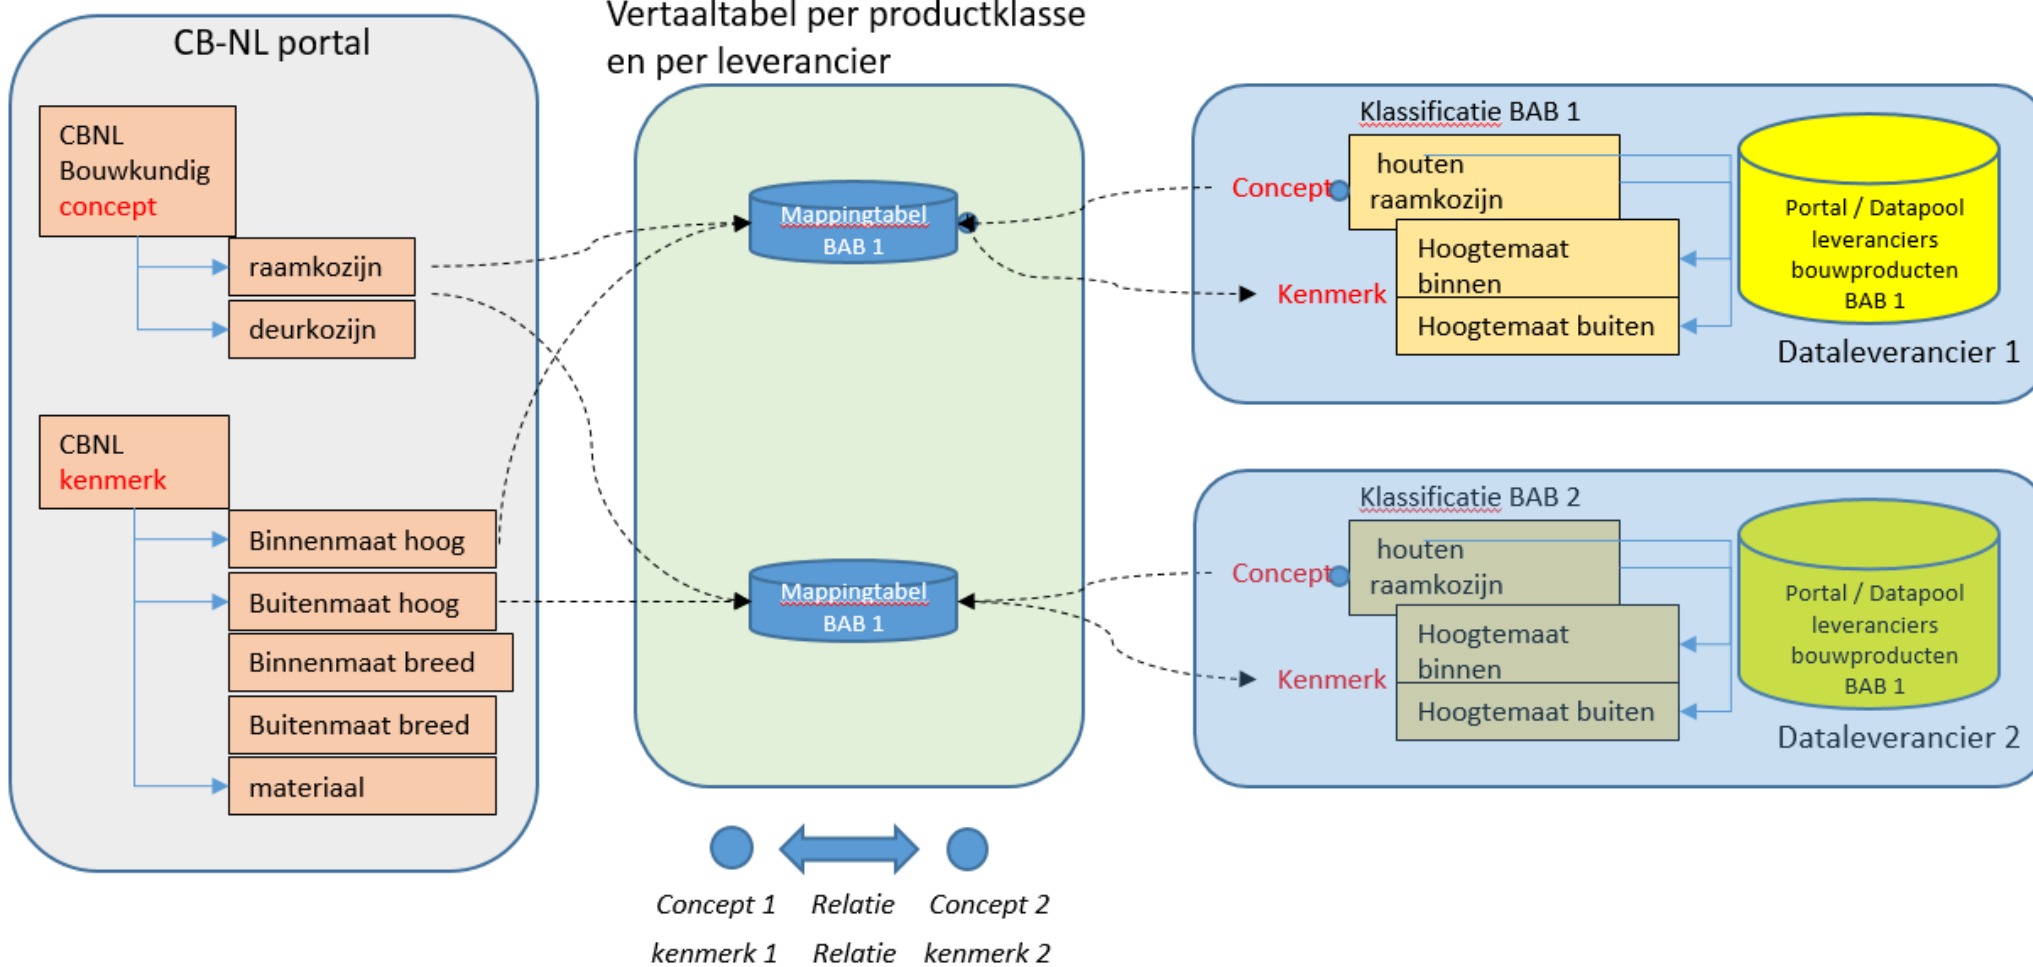 Vertaaltabel per productklasse
en per leverancier
CB-NL portal
CBNL
Bouwkundig
concept
raamkozijn
deurkozijn
CBNL
kenmerk
Binnenmaat hoog
Buitenmaat hoog
Binnenmaat breed
Buitenmaat breed
materiaal
Mappingtabel
BAB 1
Mappingtabel
BAB 1
Concept 1 Relatie Concept 2
kenmerk 1 Relatie kenmerk 2
Klassificatie BAB 1
Concept
houten
raamkozijn
Kenmerk
Hoogtemaat
binnen
Hoogtemaat buiten
Portal / Datapool
leveranciers
bouwproducten
BAB 1
Dataleverancier 1
Klassificatie BAB 2
Concept
houten
raamkozijn
Kenmerk
Hoogtemaat
binnen
Hoogtemaat buiten
Portal / Datapool
leveranciers
bouwproducten
BAB 1
Dataleverancier 2